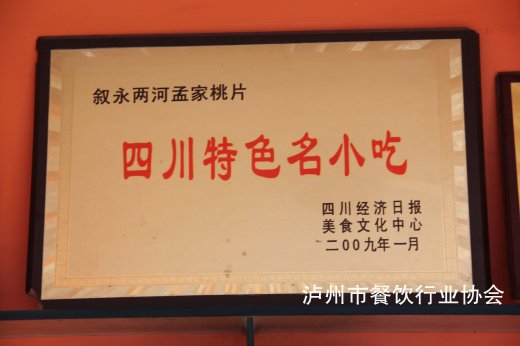 叙永两河孟家桃片
四川特色名小吃
四川经济日报
美食文化中心
二00九年一月
泸州市餐饮行业协会